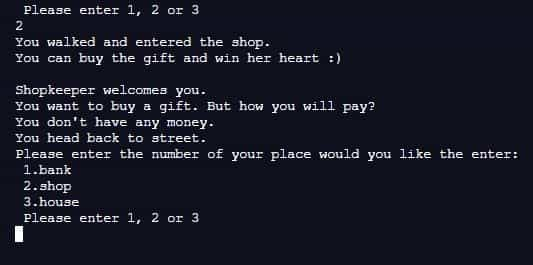 Please enter 1, 2 or 3
2
You walked and entered the shop.
You can buy the gift and win her heart :)
Shopkeeper welcomes you.
You want to buy a gift. But how you will pay?
You don't have any money.
You head back to street.
Please enter the number of your place would you like the enter:
1.bank
2.shop
3.house
Please enter 1, 2 or 3